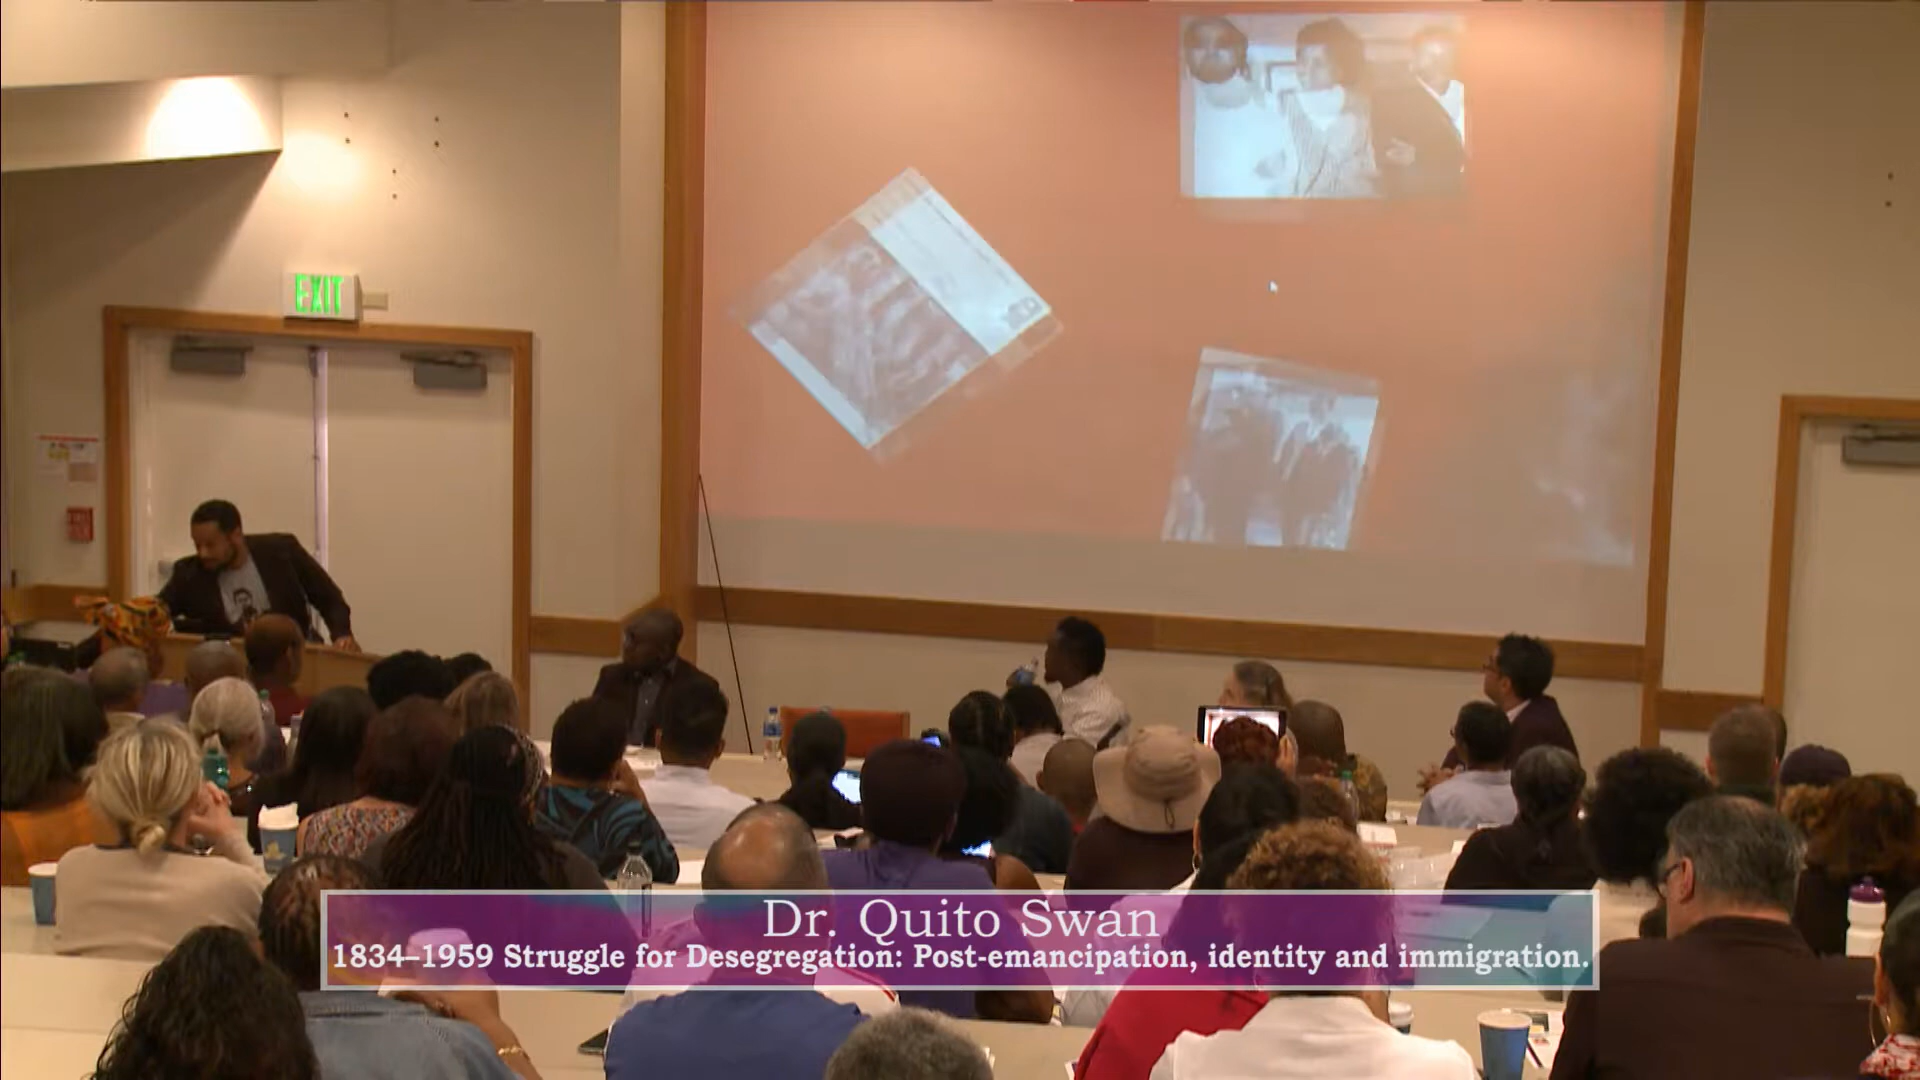 EXIT
Dr. Quito Swan
1834–1959 Struggle for Desegregation: Post-emancipation, identity and immigration.